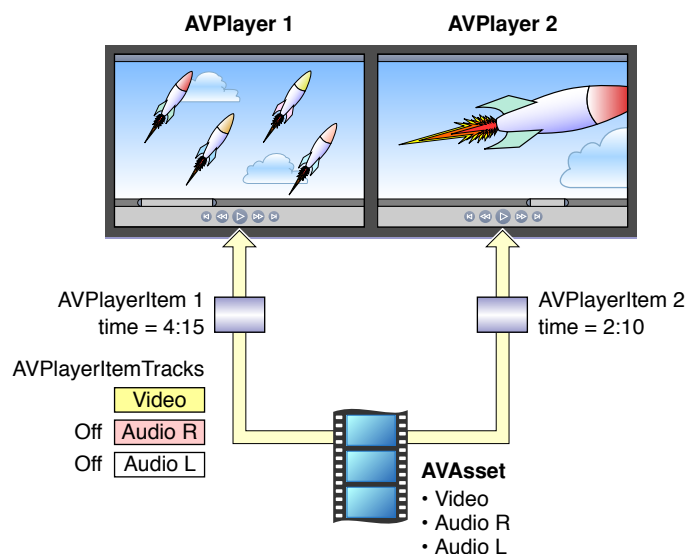 AVPlayer 1
AVPlayer 2
AVPlayerItem 1
time = 4:15
AVPlayerItem 2
time = 2:10
AVPlayerItemTracks
Video
Off Audio R
Off Audio L
AVAsset
• Video
• Audio R
• Audio L